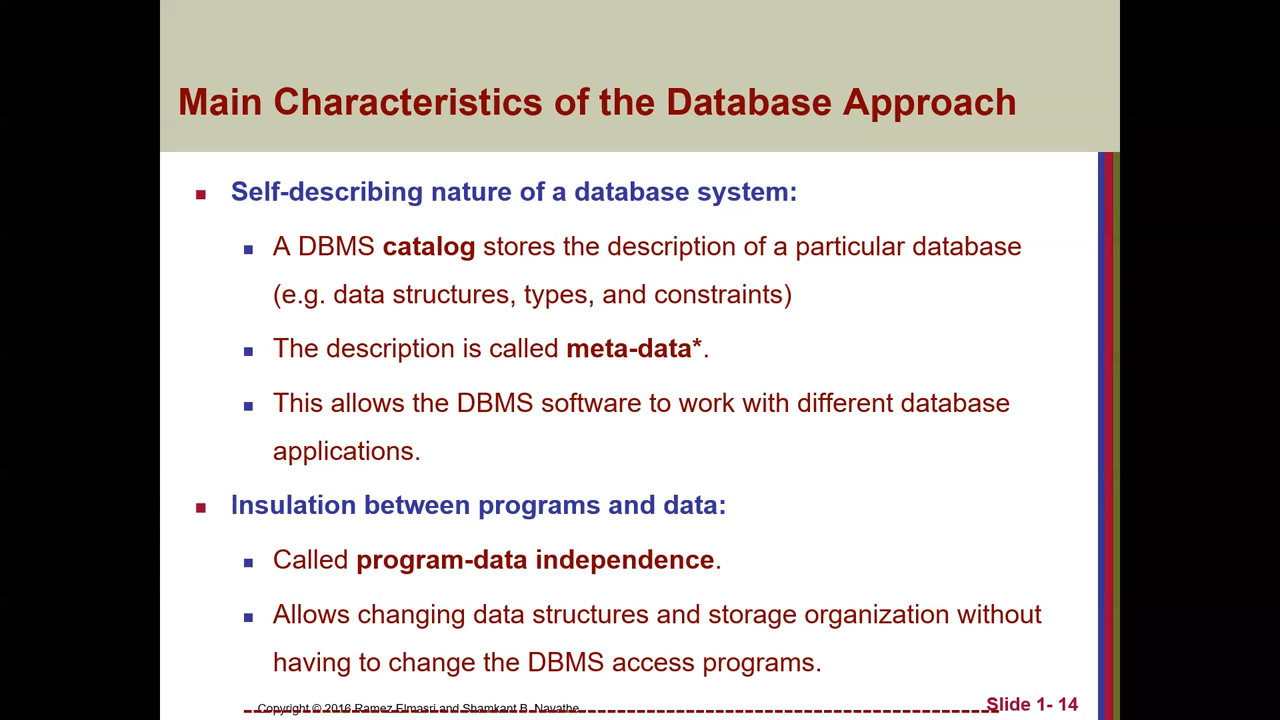 Main Characteristics of the Database Approach
Self-describing nature of a database system:
A DBMS catalog stores the description of a particular database
(e.g. data structures, types, and constraints)
The description is called meta-data*.
This allows the DBMS software to work with different database
applications.
Insulation between programs and data:
Called program-data independence.
Allows changing data structures and storage organization without
having to change the DBMS access programs.
Copyright © 2016 Ramez Elmasri and Shamkant B. Navathe
Slide 1- 14